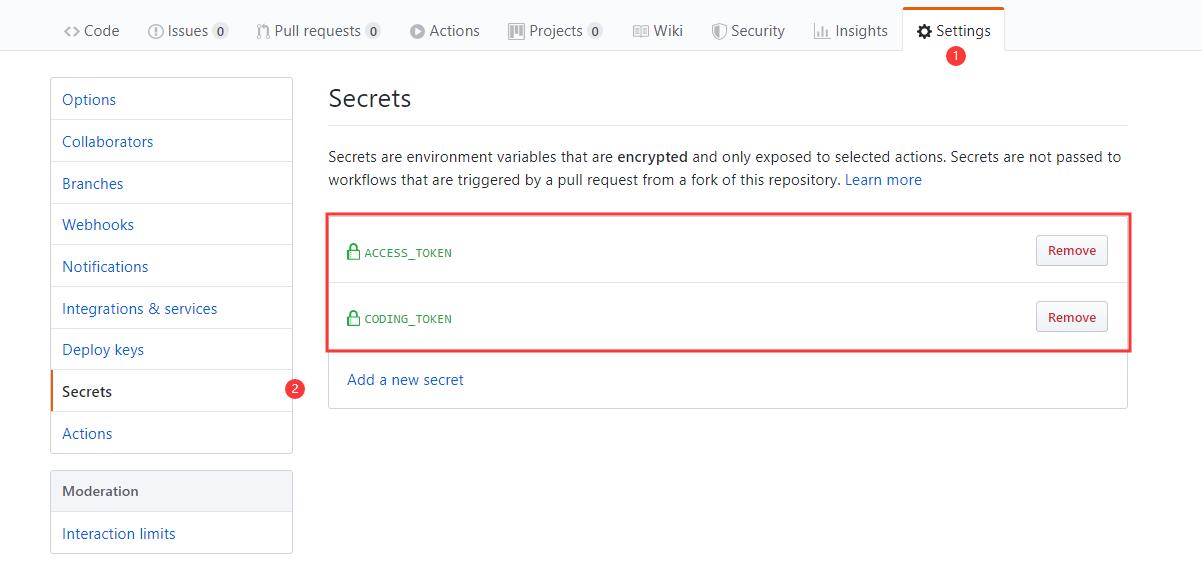 Code Issues 0 Pull requests 0 Actions Projects 0 Wiki Security Insights Settings
1
Options
Collaborators
Branches
Webhooks
Notifications
Integrations & services
Deploy keys
Secrets
2
Actions
Moderation
Interaction limits
Secrets
Secrets are environment variables that are encrypted and only exposed to selected actions. Secrets are not passed to
workflows that are triggered by a pull request from a fork of this repository. Learn more
ACCESS_TOKEN Remove
CODING_TOKEN Remove
Add a new secret